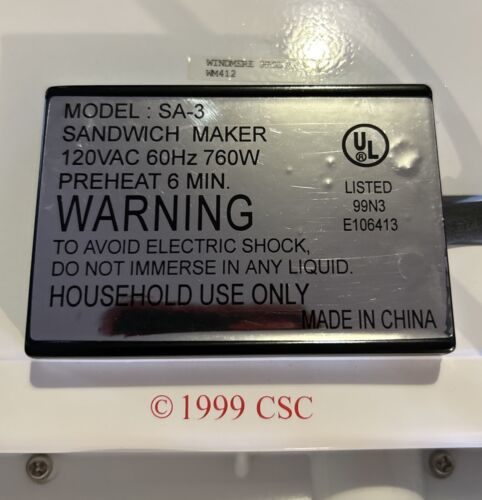 WINDMERE
WM412
MODEL : SA-3
SANDWICH MAKER
120VAC 60Hz 760W
PREHEAT 6 MIN.
WARNING
TO AVOID ELECTRIC SHOCK,
DO NOT IMMERSE IN ANY LIQUID.
HOUSEHOLD USE ONLY
MADE IN CHINA
UL
LISTED
99N3
E106413
© 1999 CSC